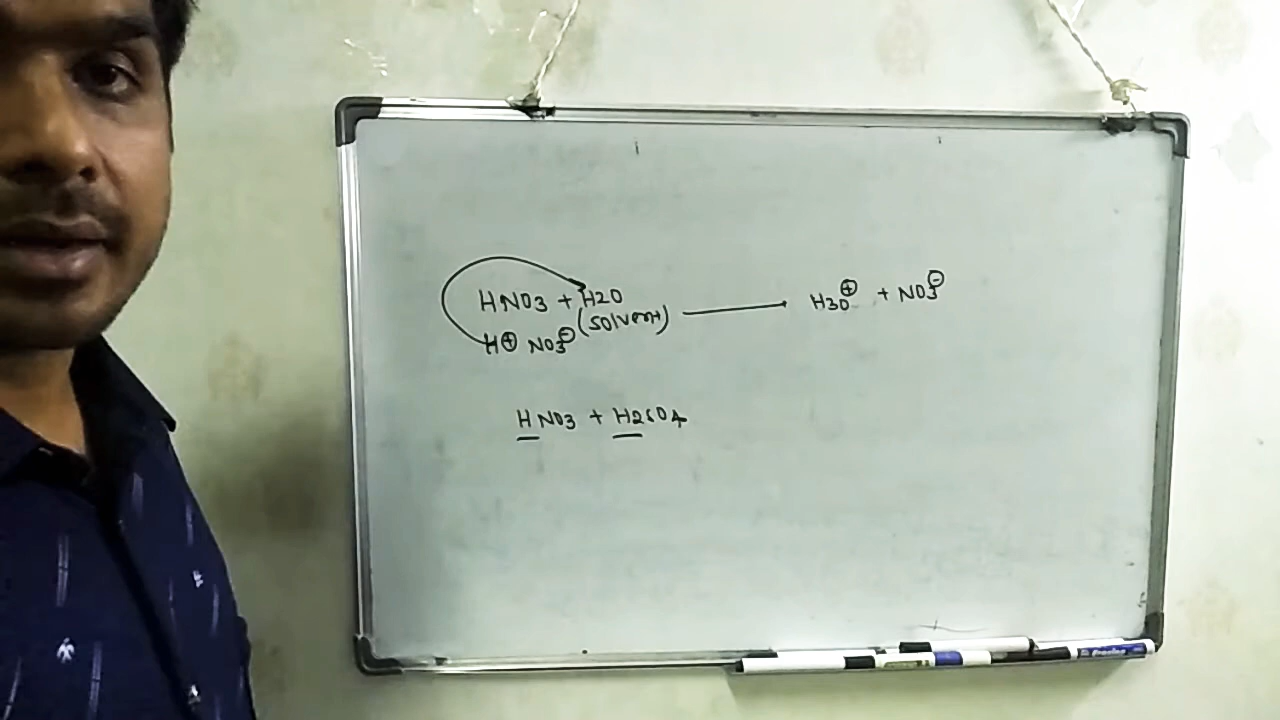 HNO3 + H2O ⟶ H3O⊕ + NO3⊖
H⊕ NO3⊖ (solvent)
HNO3 + H2SO4